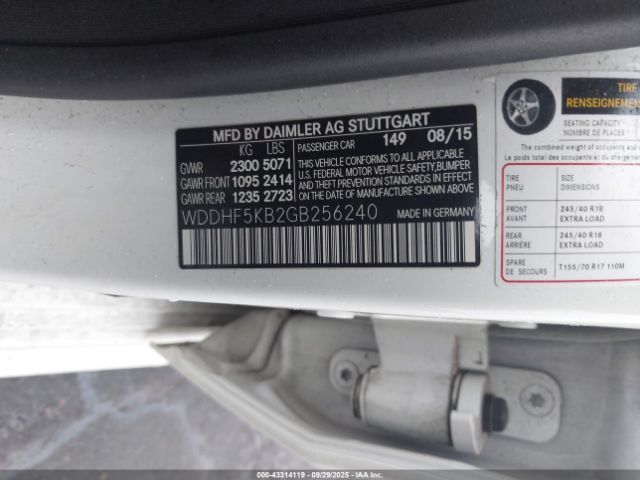 MFD BY DAIMLER AG STUTTGART
KG LBS PASSENGER CAR 149 08/15
GVWR 2300 5071
GAWR FRONT 1095 2414
GAWR REAR 1235 2723
THIS VEHICLE CONFORMS TO ALL APPLICABLE
U.S. FEDERAL MOTOR VEHICLE SAFETY, BUMPER
AND THEFT PREVENTION STANDARDS IN EFFECT
ON THE DATE OF MANUFACTURE SHOWN ABOVE.
WDDHF5KB2GB256240 MADE IN GERMANY
TIRE
RENSEIGNEME
SEATING CAPACITY
NOMBRE DE PLACES
The combined weight of occupants and c
Le poids total des occupants et du c
TIRE SIZE
PNEU DIMENSIONS
FRONT 245/40 R18
AVANT EXTRA LOAD
REAR 245/40 R18
ARRIÈRE EXTRA LOAD
SPARE T155/70 R17 110M
DE SECOURS
L
000-43314119 - 09/29/2025 - IAAI.CA